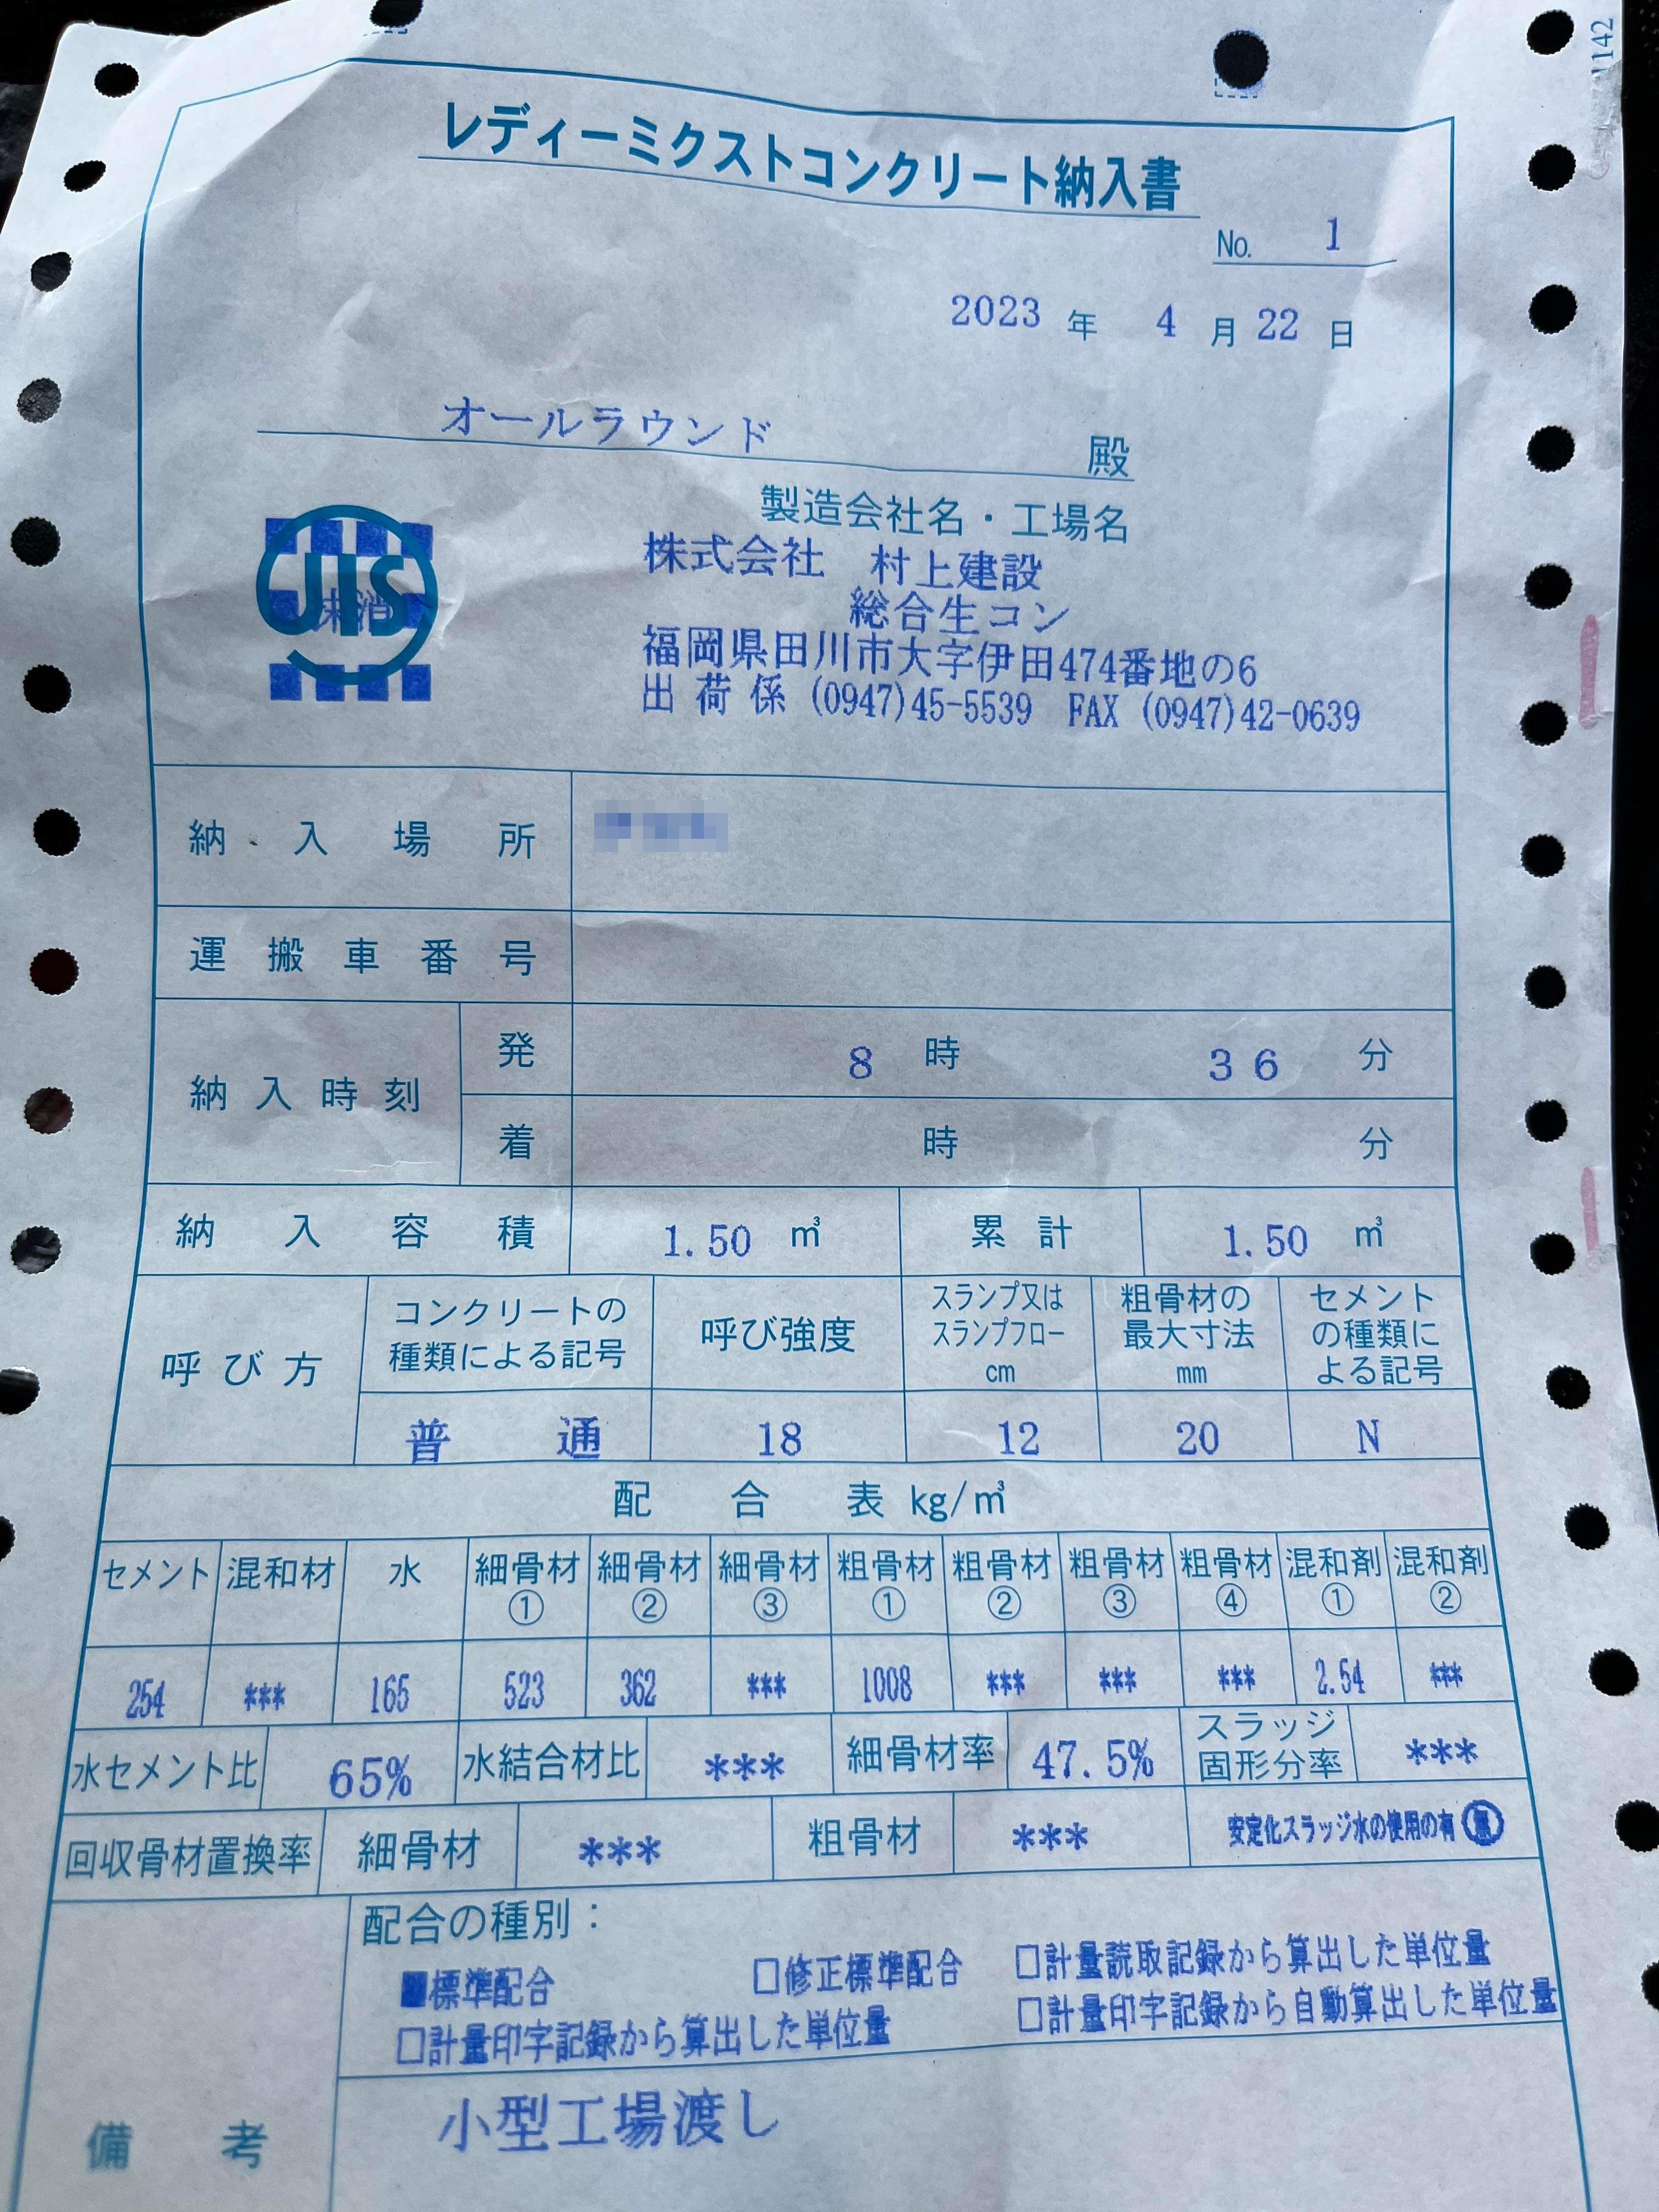 1142
レディーミクストコンクリート納入書
No. 1
2023 年 4 月 22 日
オールラウンド 殿
製造会社名・工場名
JIS
抹消
株式会社 村上建設
総合生コン
福岡県田川市大字伊田474番地の6
出荷係 (0947)45-5539 FAX (0947)42-0639
納入場所
運搬車番号
納入時刻 発 8 時 36 分
着 時 分
納入容積 1.50 ㎥ 累計 1.50 ㎥
呼び方 コンクリートの種類による記号 呼び強度 スランプ又はスランプフロー cm 粗骨材の最大寸法 mm セメントの種類による記号
普通 18 12 20 N
配合表 kg/㎥
セメント 混和材 水 細骨材① 細骨材② 細骨材③ 粗骨材① 粗骨材② 粗骨材③ 粗骨材④ 混和剤① 混和剤②
254 *** 165 523 362 *** 1008 *** *** *** 2.54 ***
水セメント比 65% 水結合材比 *** 細骨材率 47.5% スラッジ固形分率 ***
回収骨材置換率 細骨材 *** 粗骨材 *** 安定化スラッジ水の使用の有 無
配合の種別：
■標準配合 □修正標準配合 □計量読取記録から算出した単位量
□計量印字記録から算出した単位量 □計量印字記録から自動算出した単位量
備考 小型工場渡し